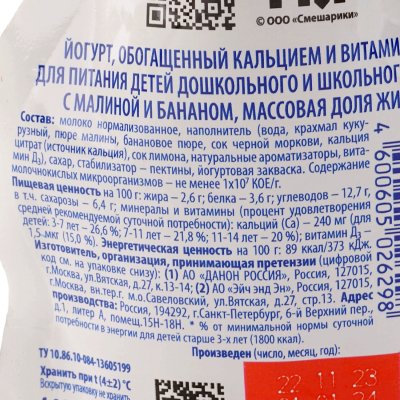 © ООО «Смешарики»
ЙОГУРТ, ОБОГАЩЕННЫЙ КАЛЬЦИЕМ И ВИТАМИ
ДЛЯ ПИТАНИЯ ДЕТЕЙ ДОШКОЛЬНОГО И ШКОЛЬНОГ
С МАЛИНОЙ И БАНАНОМ, МАССОВАЯ ДОЛЯ ЖИ
Состав: молоко нормализованное, наполнитель (вода, крахмал куку-
рузный, пюре малины, банановое пюре, сок черной моркови, кальция
цитрат (источник кальция), сок лимона, натуральные ароматизаторы, вита-
мин Д₃), сахар, стабилизатор - пектины, йогуртовая закваска. Содержание
молочнокислых микроорганизмов – не менее 1х10⁷ КОЕ/г.
Пищевая ценность на 100 г: жира - 2,6 г; белка - 3,6 г; углеводов - 12,7 г,
в т.ч. сахарозы – 6,4 г; минералы и витамины (процент удовлетворения
средней рекомендуемой суточной потребности): кальций (Ca) – 240 мг (для
детей: 3-7 лет – 26,6 %; 7-11 лет – 21,8 %; 11-14 лет – 20 %); витамин Д₃ –
1,5 мкг (15,0 %). Энергетическая ценность на 100 г: 89 ккал/373 кДж.
Изготовитель, организация, принимающая претензии (цифровой
код см. на упаковке снизу): (1) АО «ДАНОН РОССИЯ», Россия, 127015,
г.Москва, ул.Вятская, д.27, к.13-14; (2) АО «Эйч энд Эн», Россия, 127015,
г.Москва, вн.тер.г. м.о.Савеловский, ул.Вятская, д.27, стр.13. Адрес
производства: Россия, 194292, г.Санкт-Петербург, 6-й Верхний пер.,
д.1, литер А, помещ.15Н-18Н. * % от минимальной нормы суточной
потребности в энергии для детей старше 3-х лет (1800 ккал).
4600605026298
ТУ 10.86.10-084-13605199
Хранить при t (4±2) °C
Вскрытую упаковку не хранить
Произведен (число, месяц, год):
22 11 23